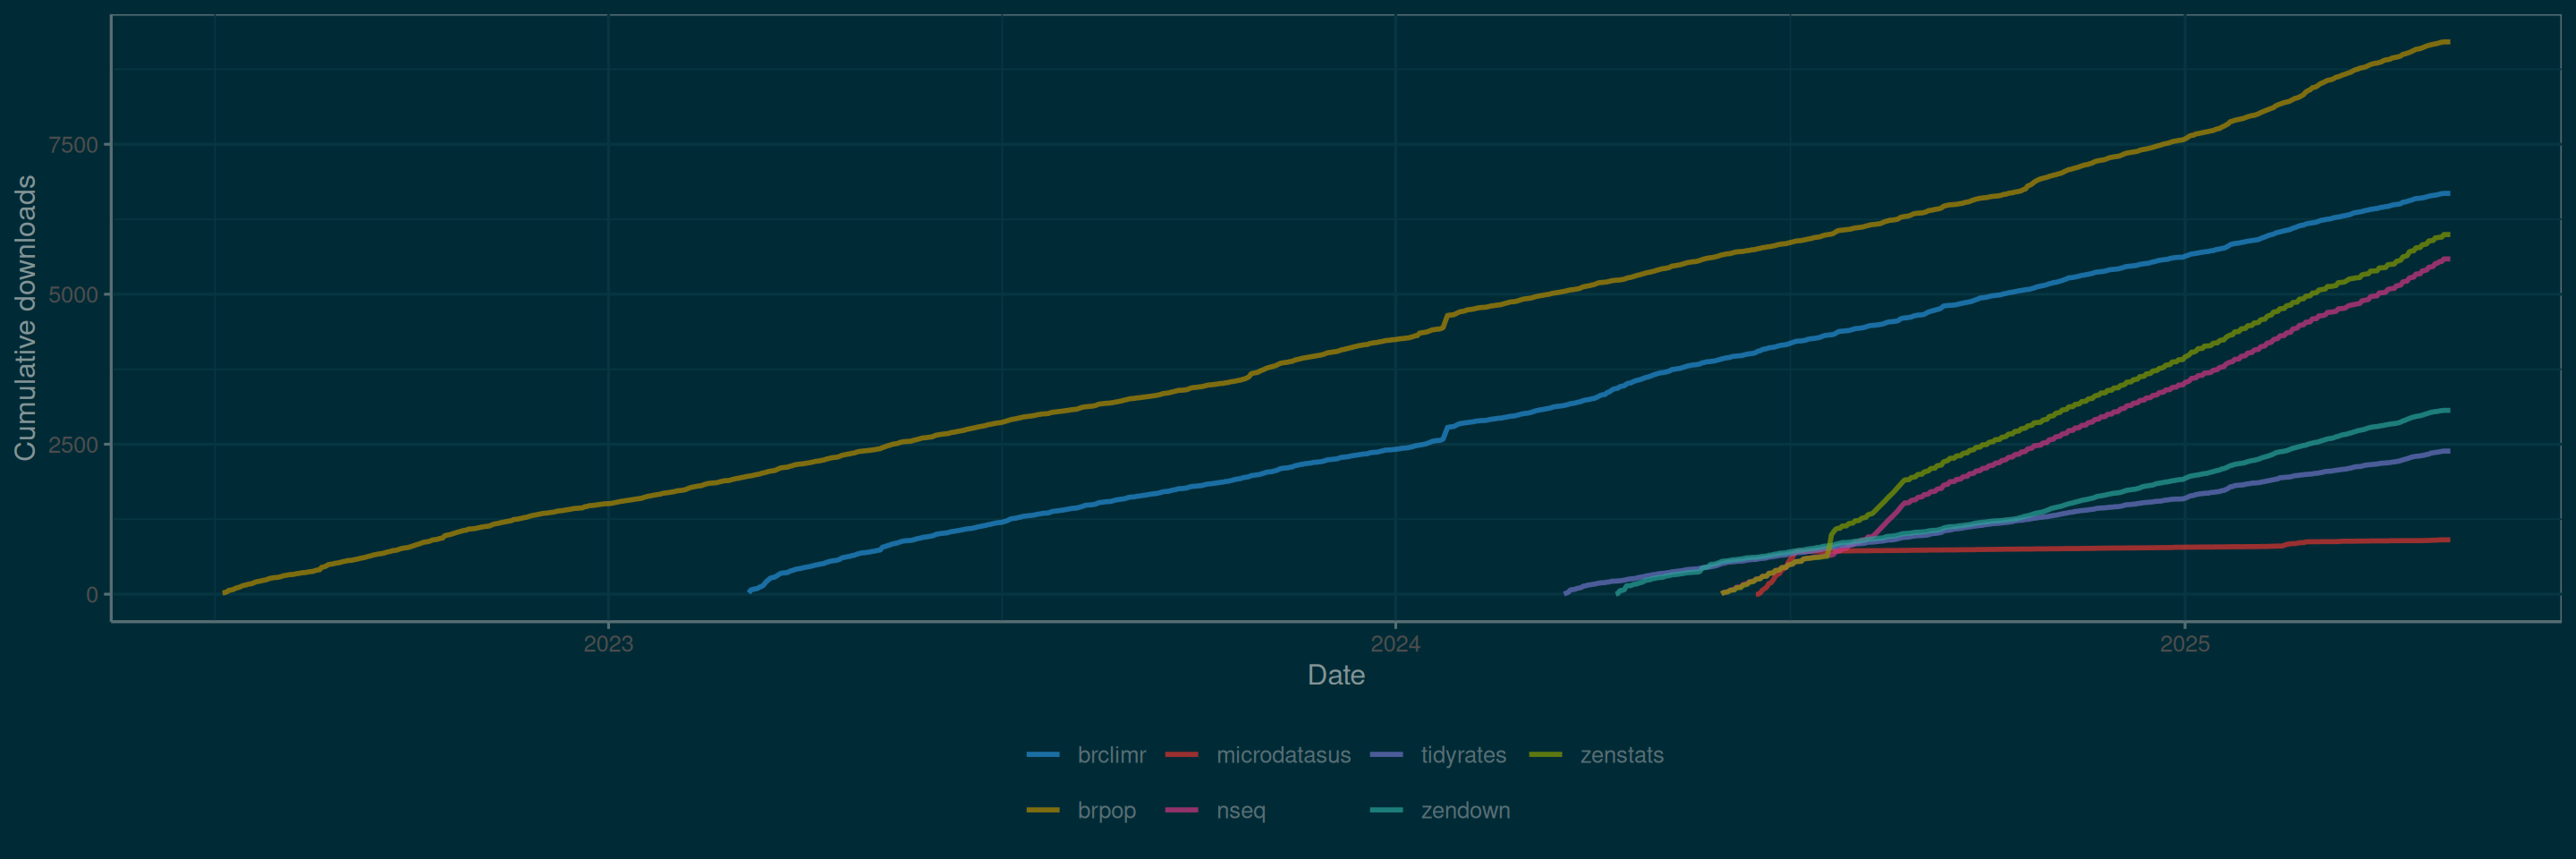 Cumulative downloads
7500
5000
2500
0
2023 2024 2025
Date
brclimr microdatasus tidyrates zenstats
brpop nseq zendown